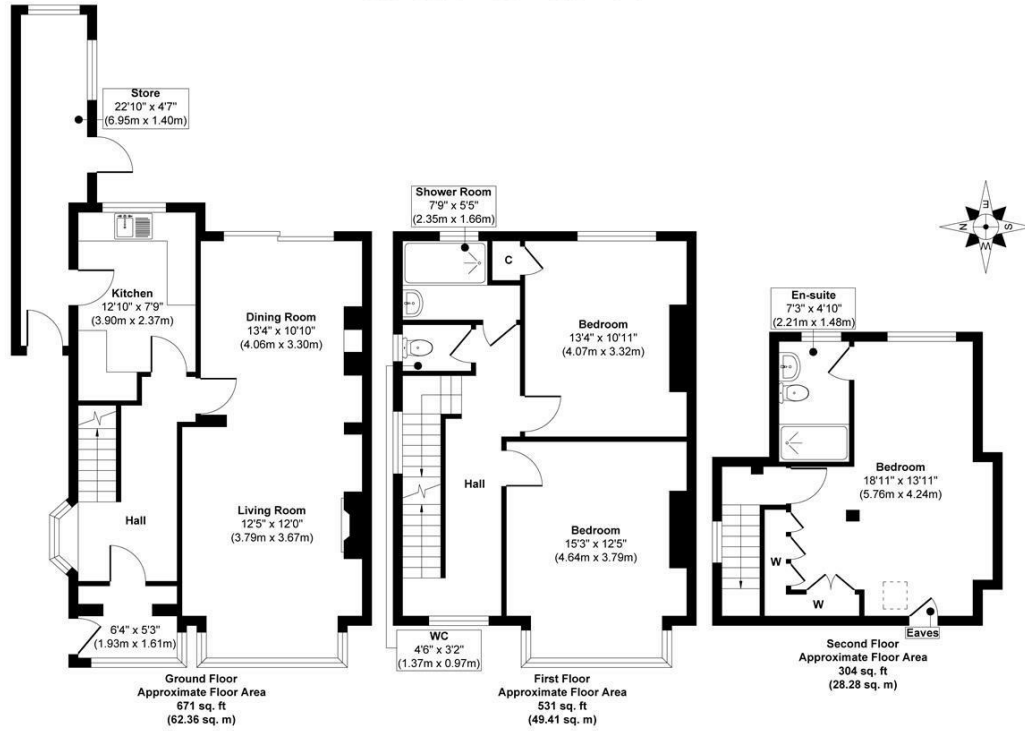 Store
22'10" x 4'7"
(6.95m x 1.40m)
Kitchen
12'10" x 7'9"
(3.90m x 2.37m)
Dining Room
13'4" x 10'10"
(4.06m x 3.30m)
Living Room
12'5" x 12'0"
(3.79m x 3.67m)
Hall
6'4" x 5'3"
(1.93m x 1.61m)
Ground Floor
Approximate Floor Area
671 sq. ft
(62.36 sq. m)
Shower Room
7'9" x 5'5"
(2.35m x 1.66m)
C
Bedroom
13'4" x 10'11"
(4.07m x 3.32m)
Hall
Bedroom
15'3" x 12'5"
(4.64m x 3.79m)
WC
4'6" x 3'2"
(1.37m x 0.97m)
First Floor
Approximate Floor Area
531 sq. ft
(49.41 sq. m)
E
N
S
W
En-suite
7'3" x 4'10"
(2.21m x 1.48m)
Bedroom
18'11" x 13'11"
(5.76m x 4.24m)
W
W
Eaves
Second Floor
Approximate Floor Area
304 sq. ft
(28.28 sq. m)